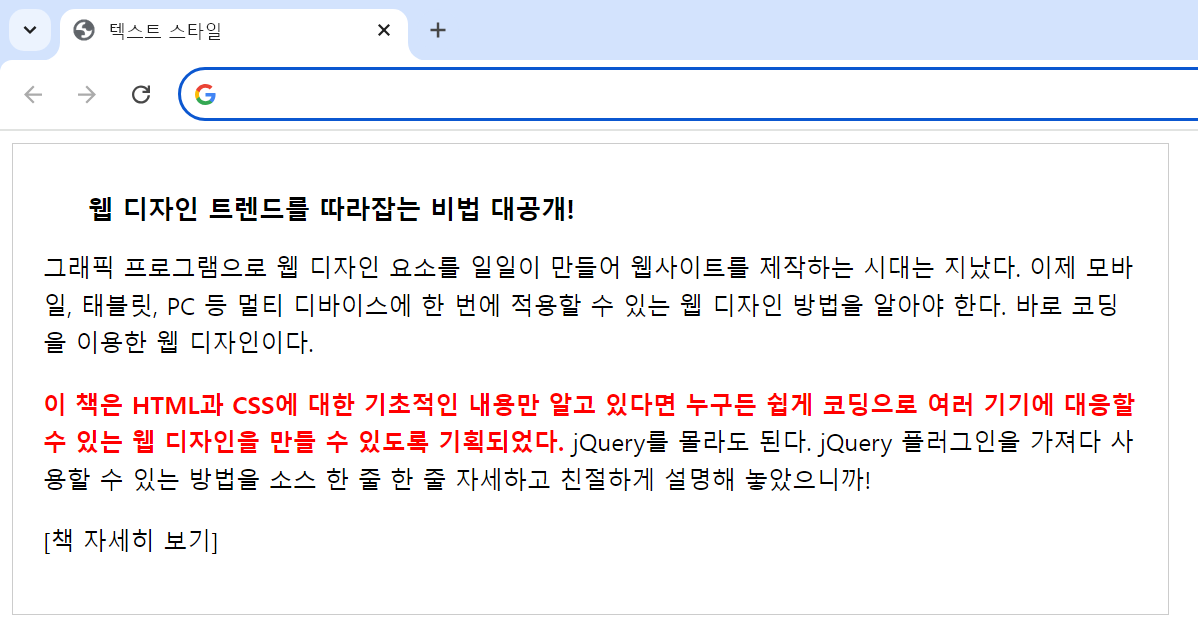 텍스트 스타일
웹 디자인 트렌드를 따라잡는 비법 대공개!
그래픽 프로그램으로 웹 디자인 요소를 일일이 만들어 웹사이트를 제작하는 시대는 지났다. 이제 모바
일, 태블릿, PC 등 멀티 디바이스에 한 번에 적용할 수 있는 웹 디자인 방법을 알아야 한다. 바로 코딩
을 이용한 웹 디자인이다.
이 책은 HTML과 CSS에 대한 기초적인 내용만 알고 있다면 누구든 쉽게 코딩으로 여러 기기에 대응할
수 있는 웹 디자인을 만들 수 있도록 기획되었다. jQuery를 몰라도 된다. jQuery 플러그인을 가져다 사
용할 수 있는 방법을 소스 한 줄 한 줄 자세하고 친절하게 설명해 놓았으니까!
[책 자세히 보기]